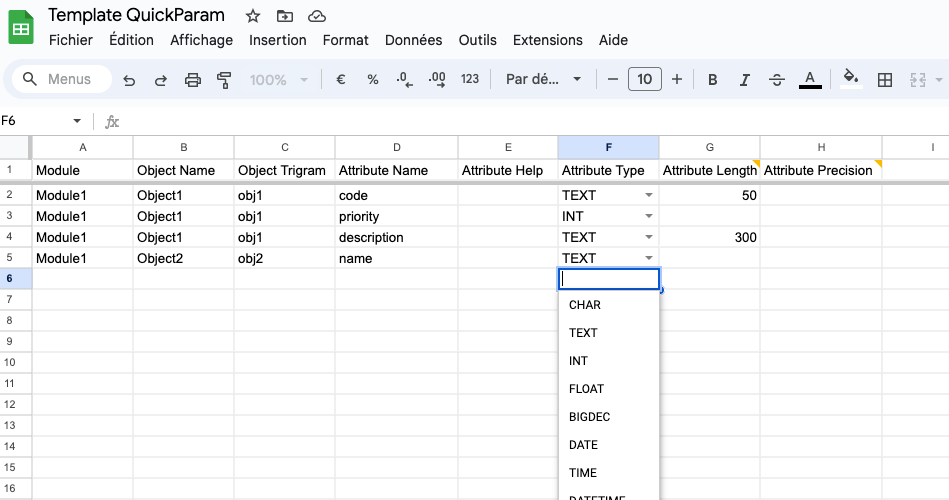 Template QuickParam
Fichier Édition Affichage Insertion Format Données Outils Extensions Aide
Menus 100% € % .0 .00 123 Par dé... 10 B I A
F6 fx
A B C D E F G H I
1 Module Object Name Object Trigram Attribute Name Attribute Help Attribute Type Attribute Length Attribute Precision
2 Module1 Object1 obj1 code TEXT 50
3 Module1 Object1 obj1 priority INT
4 Module1 Object1 obj1 description TEXT 300
5 Module1 Object2 obj2 name TEXT
6
7
CHAR
8
TEXT
9
INT
10
FLOAT
11
12
BIGDEC
13
DATE
14
TIME
15
DATETIME
16